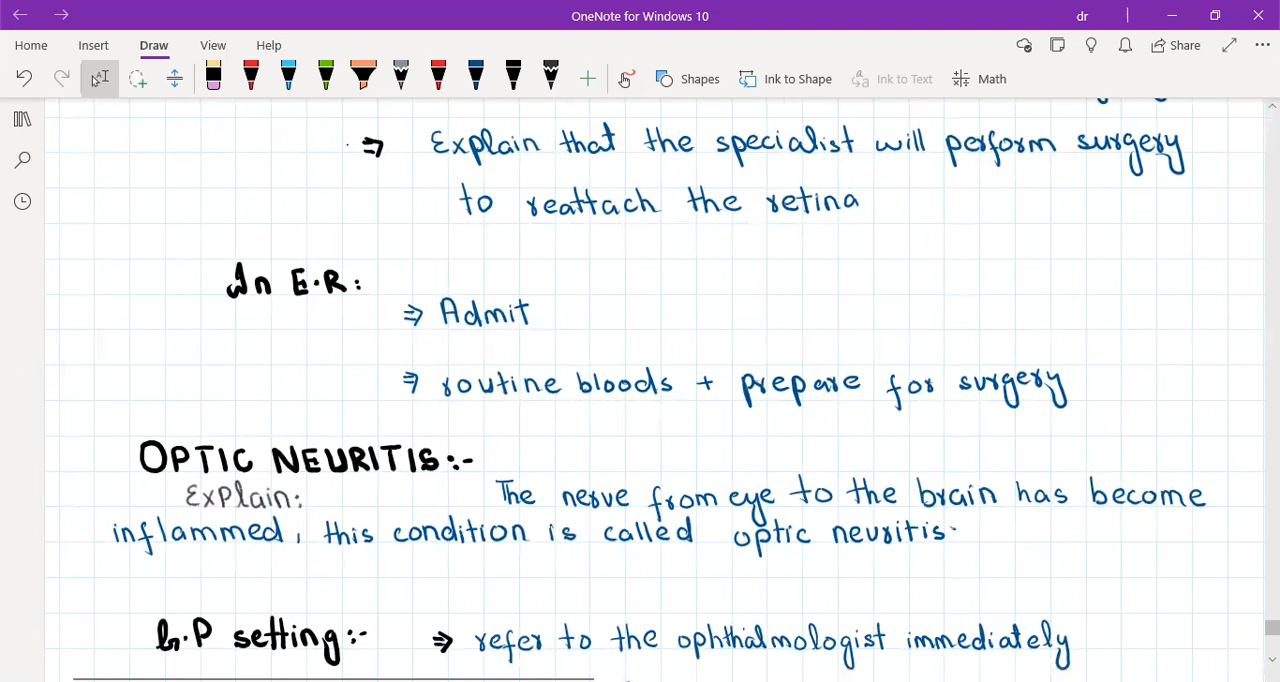 OneNote for Windows 10
dr
Home Insert Draw View Help
Share
Shapes Ink to Shape Ink to Text Math
⇒ Explain that the specialist will perform surgery
to reattach the retina
In E.R:
⇒ Admit
⇒ routine bloods + prepare for surgery
OPTIC NEURITIS:-
Explain: The nerve from eye to the brain has become
inflammed, this condition is called optic neuritis.
G.P setting:- ⇒ refer to the ophthalmologist immediately